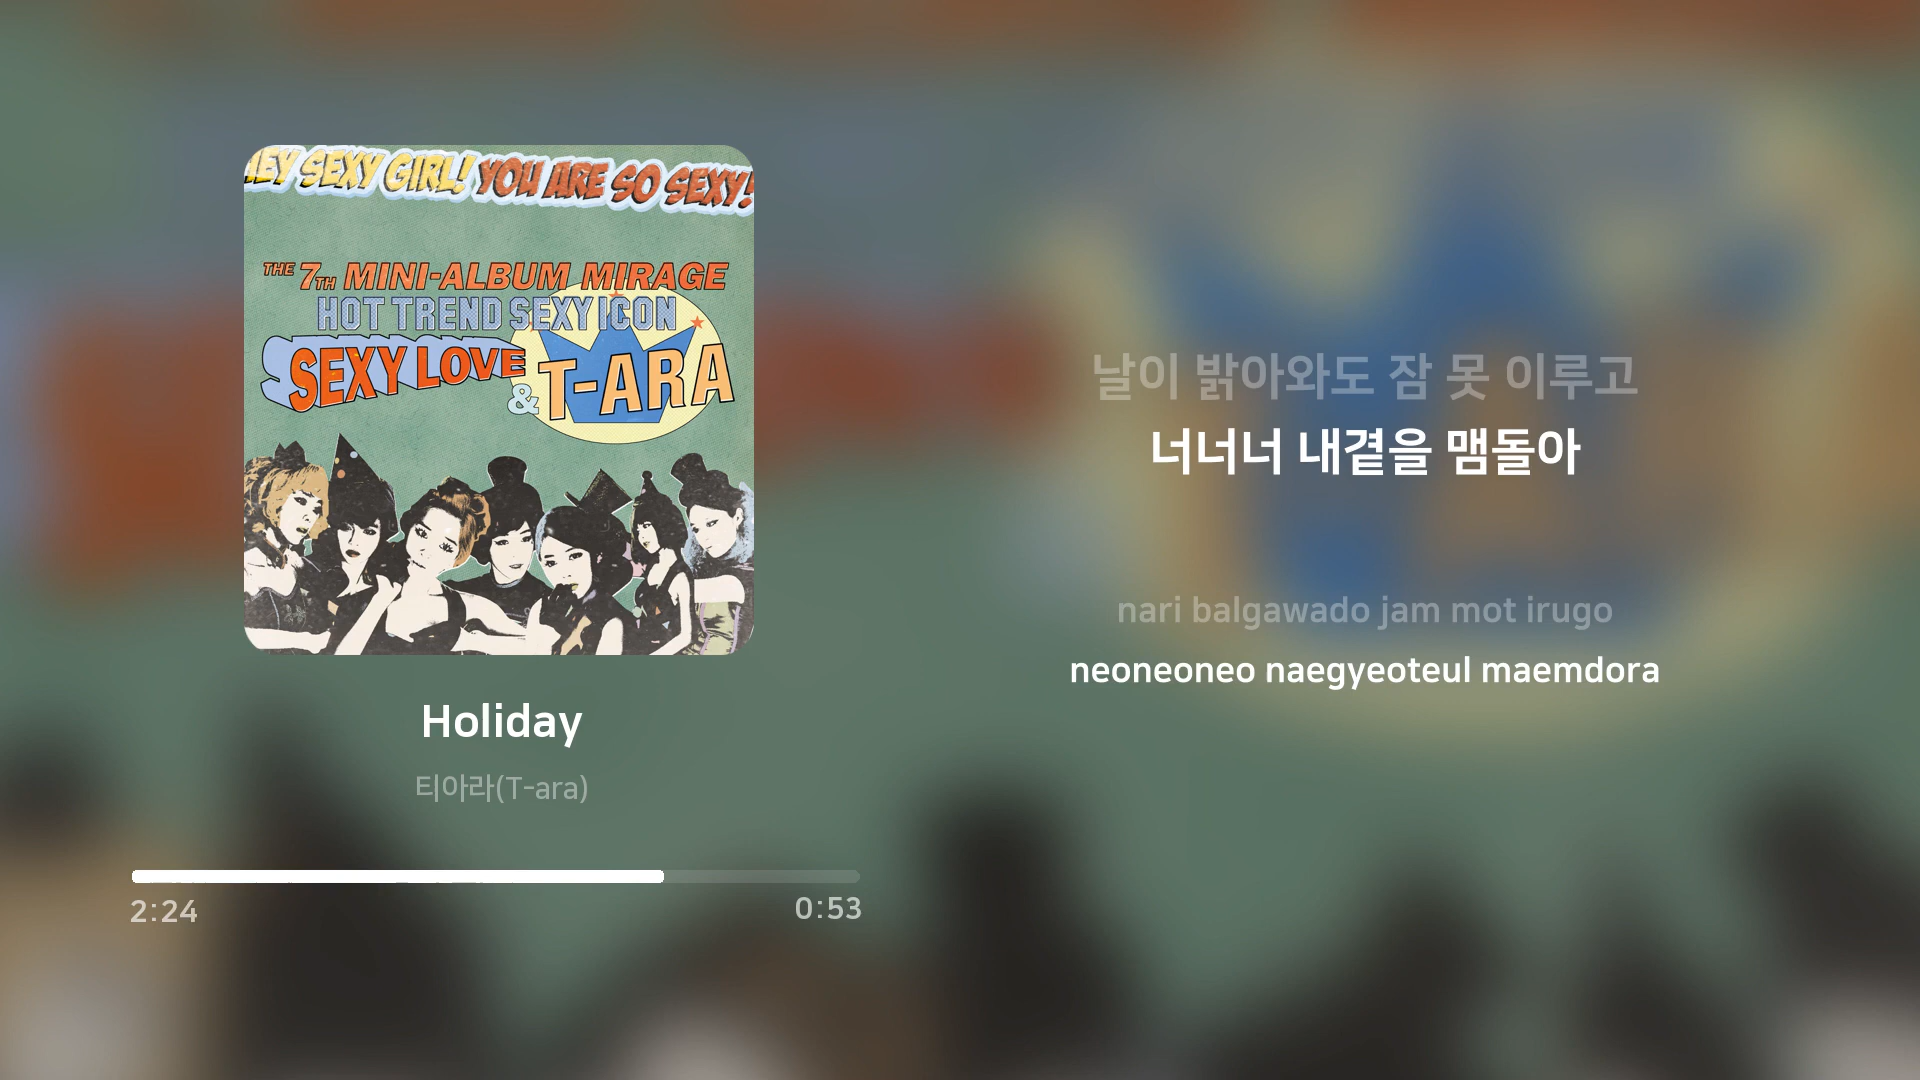 HEY SEXY GIRL! YOU ARE SO SEXY!
THE 7TH MINI-ALBUM MIRAGE
HOT TREND SEXY ICON
SEXY LOVE
& T-ARA
Holiday
티아라(T-ara)
2:24
0:53
날이 밝아와도 잠 못 이루고
너너너 내곁을 맴돌아
nari balgawado jam mot irugo
neoneoneo naegyeoteul maemdora